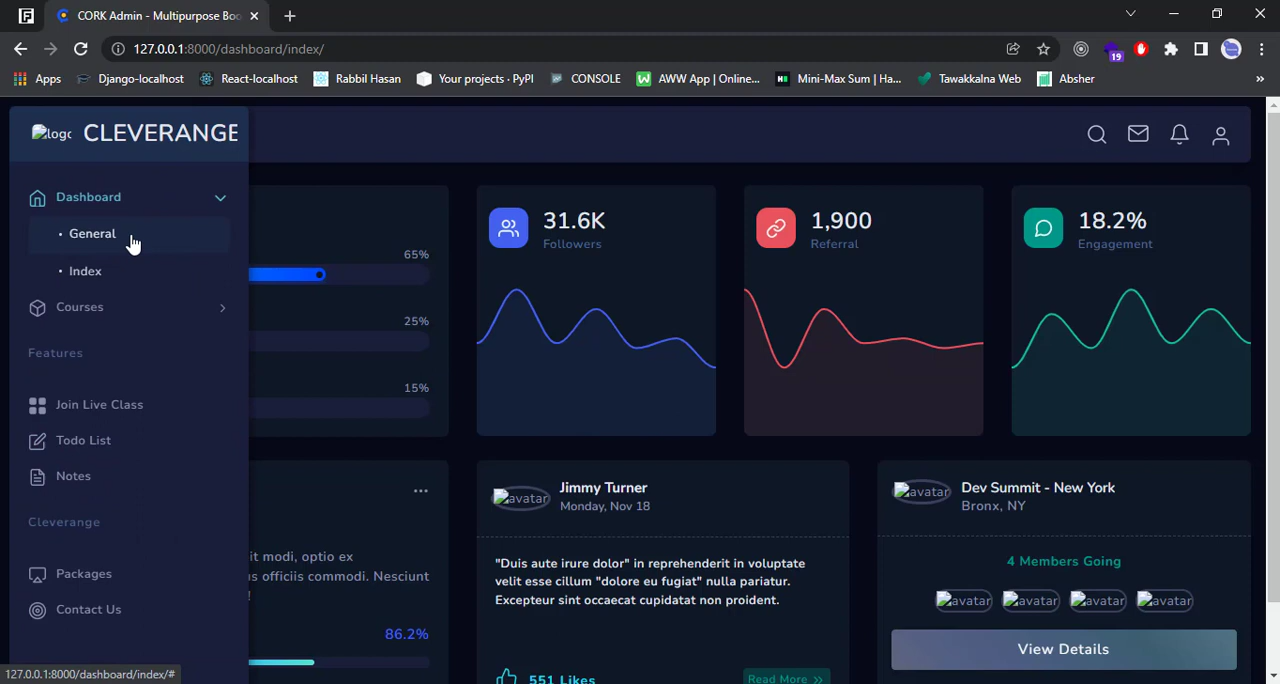 CORK Admin - Multipurpose Boo
127.0.0.1:8000/dashboard/index/
19
Apps
Django-localhost
React-localhost
Rabbil Hasan
Your projects · PyPI
CONSOLE
AWW App | Online...
Mini-Max Sum | Ha...
Tawakkalna Web
Absher
»
logo
CLEVERANGE
Dashboard
General
Index
Courses
Features
Join Live Class
Todo List
Notes
Cleverange
Packages
Contact Us
65%
25%
15%
31.6K
Followers
1,900
Referral
18.2%
Engagement
it modi, optio ex
us officiis commodi. Nesciunt
!
86.2%
avatar
Jimmy Turner
Monday, Nov 18
"Duis aute irure dolor" in reprehenderit in voluptate
velit esse cillum "dolore eu fugiat" nulla pariatur.
Excepteur sint occaecat cupidatat non proident.
551 Likes
Read More »
avatar
Dev Summit - New York
Bronx, NY
4 Members Going
avatar avatar avatar avatar
View Details
127.0.0.1:8000/dashboard/index/#